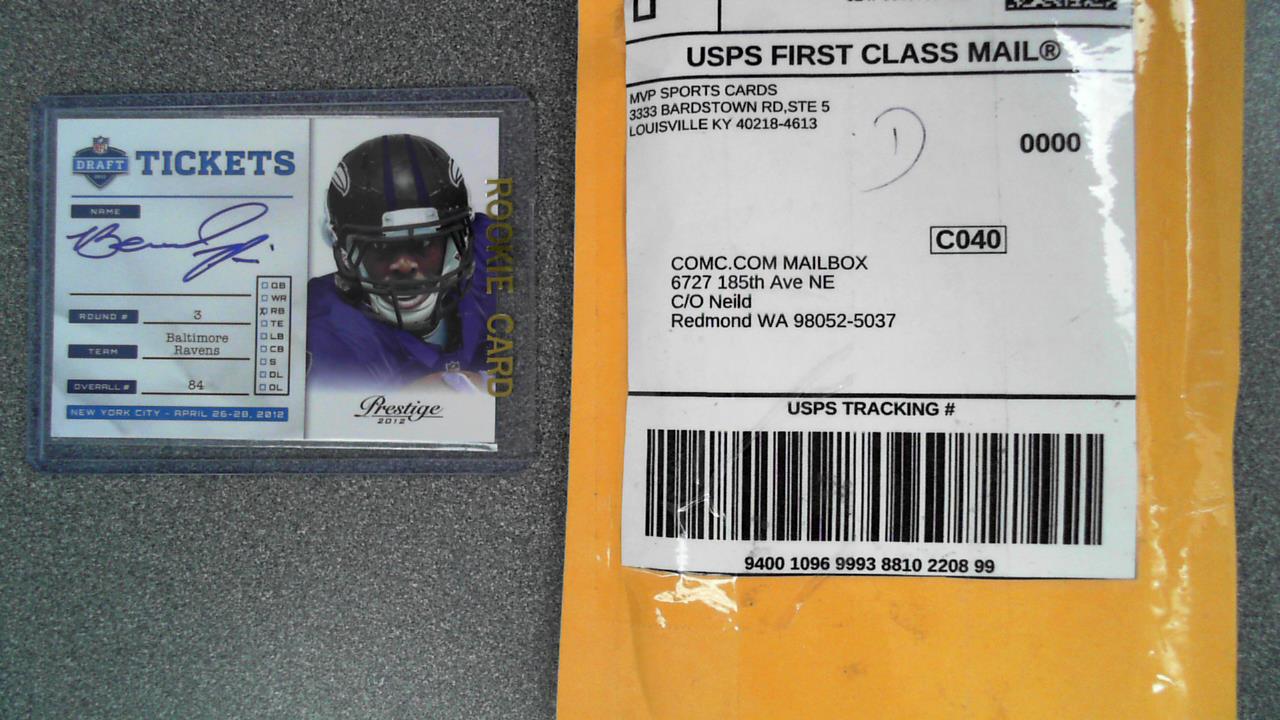 NFL
DRAFT
2012
TICKETS
NAME
QB
WR
X RB
TE
LB
CB
S
DL
OL
ROUND #
3
TEAM
Baltimore
Ravens
OVERALL #
84
NEW YORK CITY - APRIL 26-28, 2012
Prestige
2012
ROOKIE CARD
USPS FIRST CLASS MAIL®
MVP SPORTS CARDS
3333 BARDSTOWN RD,STE 5
LOUISVILLE KY 40218-4613
0000
C040
COMC.COM MAILBOX
6727 185th Ave NE
C/O Neild
Redmond WA 98052-5037
USPS TRACKING #
9400 1096 9993 8810 2208 99